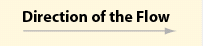 Direction of the Flow